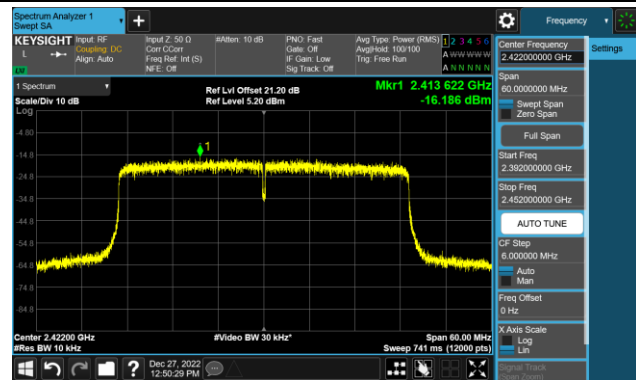 Spectrum Analyzer 1
Swept SA
Frequency
KEYSIGHT
L
LW
Input: RF
Coupling: DC
Align: Auto
Input Z: 50 Ω
Corr CCorr
Freq Ref: Int (S)
NFE: Off
#Atten: 10 dB
PNO: Fast
Gate: Off
IF Gain: Low
Sig Track: Off
Avg Type: Power (RMS)
Avg|Hold: 100/100
Trig: Free Run
1 2 3 4 5 6
A W W W W W
A N N N N N
1 Spectrum
Scale/Div 10 dB
Log
Ref Lvl Offset 21.20 dB
Ref Level 5.20 dBm
Mkr1 2.413 622 GHz
-16.186 dBm
-4.80
-14.8
-24.8
-34.8
-44.8
-54.8
-64.8
-74.8
-84.8
1
Center 2.42200 GHz
#Res BW 10 kHz
#Video BW 30 kHz*
Span 60.00 MHz
Sweep 741 ms (12000 pts)
Center Frequency
2.422000000 GHz
Settings
Span
60.0000000 MHz
Swept Span
Zero Span
Full Span
Start Freq
2.392000000 GHz
Stop Freq
2.452000000 GHz
AUTO TUNE
CF Step
6.000000 MHz
Auto
Man
Freq Offset
0 Hz
X Axis Scale
Log
Lin
Signal Track
(Span Zoom)
Dec 27, 2022
12:50:29 PM